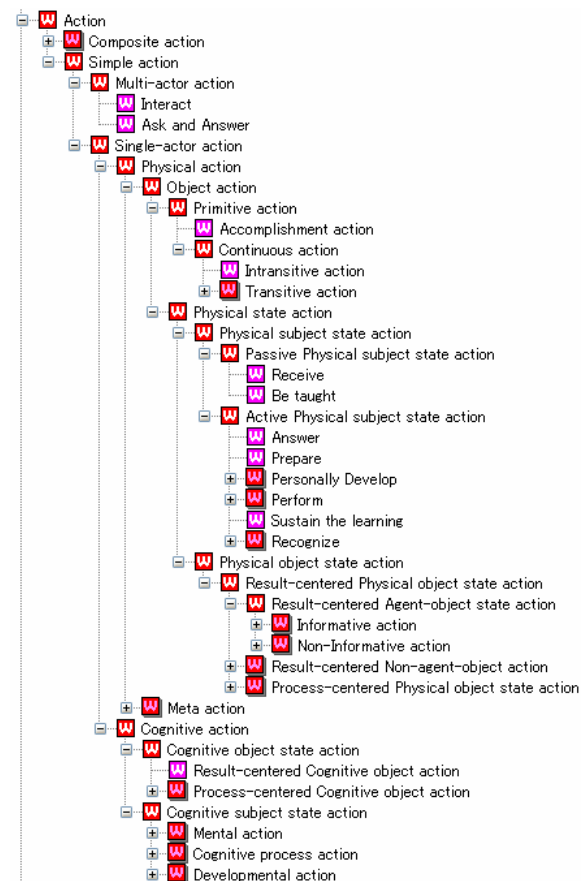 Action
Composite action
Simple action
Multi-actor action
Interact
Ask and Answer
Single-actor action
Physical action
Object action
Primitive action
Accomplishment action
Continuous action
Intransitive action
Transitive action
Physical state action
Physical subject state action
Passive Physical subject state action
Receive
Be taught
Active Physical subject state action
Answer
Prepare
Personally Develop
Perform
Sustain the learning
Recognize
Physical object state action
Result-centered Physical object state action
Result-centered Agent-object state action
Informative action
Non-Informative action
Result-centered Non-agent-object action
Process-centered Physical object state action
Meta action
Cognitive action
Cognitive object state action
Result-centered Cognitive object action
Process-centered Cognitive object action
Cognitive subject state action
Mental action
Cognitive process action
Developmental action